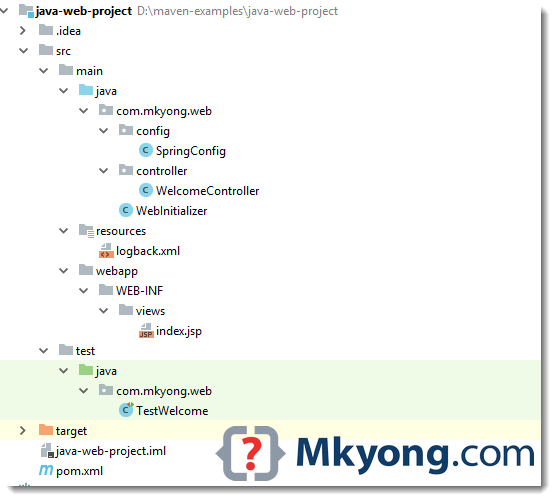 java-web-project D:\maven-examples\java-web-project
.idea
src
main
java
com.mkyong.web
config
SpringConfig
controller
WelcomeController
WebInitializer
resources
logback.xml
webapp
WEB-INF
views
JSP index.jsp
test
java
com.mkyong.web
TestWelcome
target
java-web-project.iml
pom.xml
{?} Mkyong.com